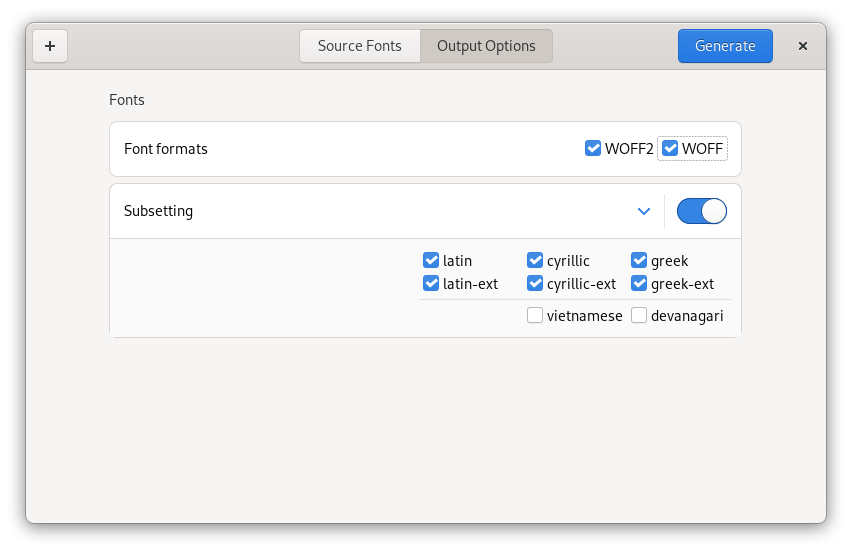 + Source Fonts Output Options Generate ×
Fonts
Font formats WOFF2 WOFF
Subsetting
latin cyrillic greek
latin-ext cyrillic-ext greek-ext
vietnamese devanagari